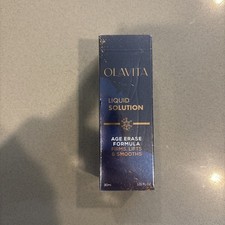 OLAVITA
LIQUID
SOLUTION
AGE ERASE
FORMULA
FIRMS, LIFTS
& SMOOTHS